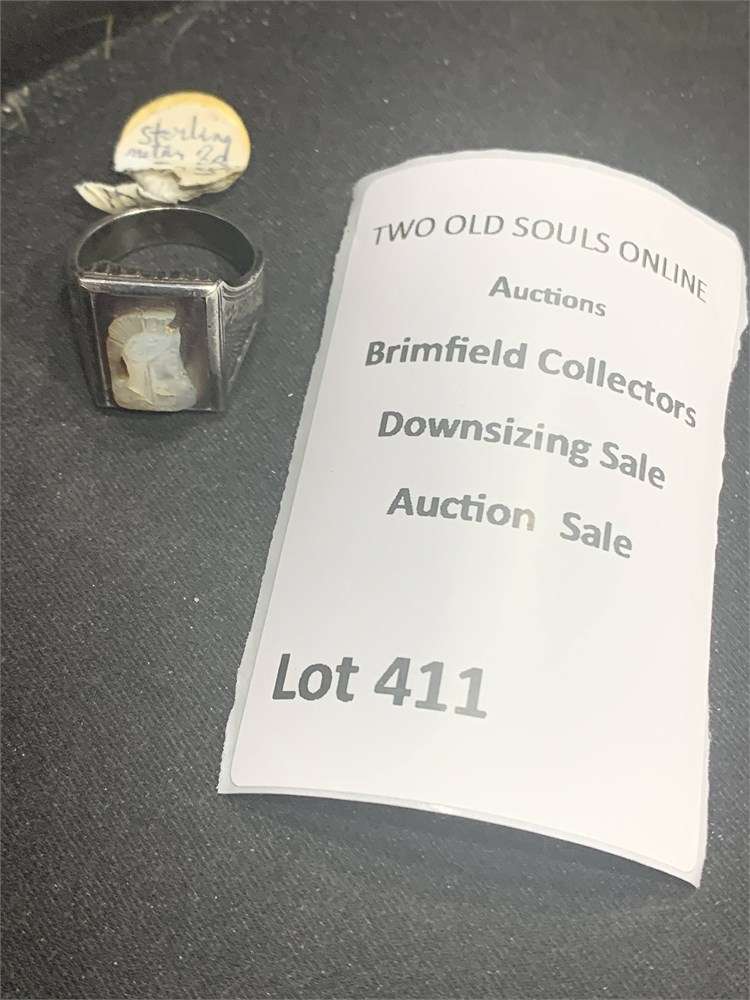 sterling
TWO OLD SOULS ONLINE
Auctions
Brimfield Collectors
Downsizing Sale
Auction Sale
Lot 411